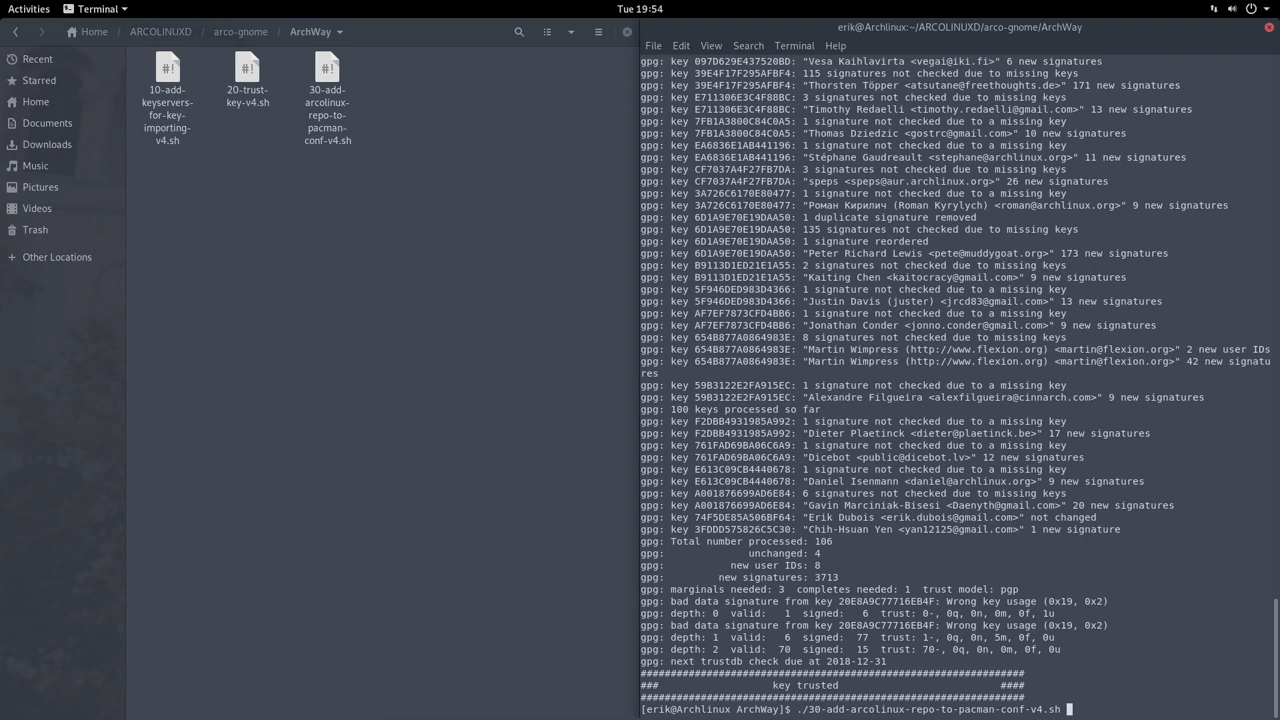 Activities
Terminal
Tue 19:54
Home
ARCOLINUXD
arco-gnome
ArchWay
Recent
Starred
Home
Documents
Downloads
Music
Pictures
Videos
Trash
Other Locations
#!
10-add-
keyservers-
for-key-
importing-
v4.sh
#!
20-trust-
key-v4.sh
#!
30-add-
arcolinux-
repo-to-
pacman-
conf-v4.sh
erik@Archlinux:~/ARCOLINUXD/arco-gnome/ArchWay
File Edit View Search Terminal Help
gpg: key 097D629E437520BD: "Vesa Kaihlavirta <vegai@iki.fi>" 6 new signatures
gpg: key 39E4F17F295AFBF4: 115 signatures not checked due to missing keys
gpg: key 39E4F17F295AFBF4: "Thorsten Töpper <atsutane@freethoughts.de>" 171 new signatures
gpg: key E711306E3C4F88BC: 3 signatures not checked due to missing keys
gpg: key E711306E3C4F88BC: "Timothy Redaelli <timothy.redaelli@gmail.com>" 13 new signatures
gpg: key 7FB1A3800C84C0A5: 1 signature not checked due to a missing key
gpg: key 7FB1A3800C84C0A5: "Thomas Dziedzic <gostrc@gmail.com>" 10 new signatures
gpg: key EA6836E1AB441196: 1 signature not checked due to a missing key
gpg: key EA6836E1AB441196: "Stéphane Gaudreault <stephane@archlinux.org>" 11 new signatures
gpg: key CF7037A4F27FB7DA: 3 signatures not checked due to missing keys
gpg: key CF7037A4F27FB7DA: "speps <speps@aur.archlinux.org>" 26 new signatures
gpg: key 3A726C6170E80477: 1 signature not checked due to a missing key
gpg: key 3A726C6170E80477: "Роман Кирилич (Roman Kyrylych) <roman@archlinux.org>" 9 new signatures
gpg: key 6D1A9E70E19DAA50: 1 duplicate signature removed
gpg: key 6D1A9E70E19DAA50: 135 signatures not checked due to missing keys
gpg: key 6D1A9E70E19DAA50: 1 signature reordered
gpg: key 6D1A9E70E19DAA50: "Peter Richard Lewis <pete@muddygoat.org>" 173 new signatures
gpg: key B9113D1ED21E1A55: 2 signatures not checked due to missing keys
gpg: key B9113D1ED21E1A55: "Kaiting Chen <kaitocracy@gmail.com>" 9 new signatures
gpg: key 5F946DED983D4366: 1 signature not checked due to a missing key
gpg: key 5F946DED983D4366: "Justin Davis (juster) <jrcd83@gmail.com>" 13 new signatures
gpg: key AF7EF7873CFD4BB6: 1 signature not checked due to a missing key
gpg: key AF7EF7873CFD4BB6: "Jonathan Conder <jonno.conder@gmail.com>" 9 new signatures
gpg: key 654B877A0864983E: 8 signatures not checked due to missing keys
gpg: key 654B877A0864983E: "Martin Wimpress (http://www.flexion.org) <martin@flexion.org>" 2 new user IDs
gpg: key 654B877A0864983E: "Martin Wimpress (http://www.flexion.org) <martin@flexion.org>" 42 new signatu
res
gpg: key 59B3122E2FA915EC: 1 signature not checked due to a missing key
gpg: key 59B3122E2FA915EC: "Alexandre Filgueira <alexfilgueira@cinnarch.com>" 9 new signatures
gpg: 100 keys processed so far
gpg: key F2DBB4931985A992: 1 signature not checked due to a missing key
gpg: key F2DBB4931985A992: "Dieter Plaetinck <dieter@plaetinck.be>" 17 new signatures
gpg: key 761FAD69BA06C6A9: 1 signature not checked due to a missing key
gpg: key 761FAD69BA06C6A9: "Dicebot <public@dicebot.lv>" 12 new signatures
gpg: key E613C09CB4440678: 1 signature not checked due to a missing key
gpg: key E613C09CB4440678: "Daniel Isenmann <daniel@archlinux.org>" 9 new signatures
gpg: key A001876699AD6E84: 6 signatures not checked due to missing keys
gpg: key A001876699AD6E84: "Gavin Marciniak-Bisesi <Daenyth@gmail.com>" 20 new signatures
gpg: key 74F5DE85A506BF64: "Erik Dubois <erik.dubois@gmail.com>" not changed
gpg: key 3FDDD575826C5C30: "Chih-Hsuan Yen <yan12125@gmail.com>" 1 new signature
gpg: Total number processed: 106
gpg: unchanged: 4
gpg: new user IDs: 8
gpg: new signatures: 3713
gpg: marginals needed: 3 completes needed: 1 trust model: pgp
gpg: bad data signature from key 20E8A9C77716EB4F: Wrong key usage (0x19, 0x2)
gpg: depth: 0 valid: 1 signed: 6 trust: 0-, 0q, 0n, 0m, 0f, 1u
gpg: bad data signature from key 20E8A9C77716EB4F: Wrong key usage (0x19, 0x2)
gpg: depth: 1 valid: 6 signed: 77 trust: 1-, 0q, 0n, 5m, 0f, 0u
gpg: depth: 2 valid: 70 signed: 15 trust: 70-, 0q, 0n, 0m, 0f, 0u
gpg: next trustdb check due at 2018-12-31
################################################################
### key trusted ####
################################################################
[erik@Archlinux ArchWay]$ ./30-add-arcolinux-repo-to-pacman-conf-v4.sh